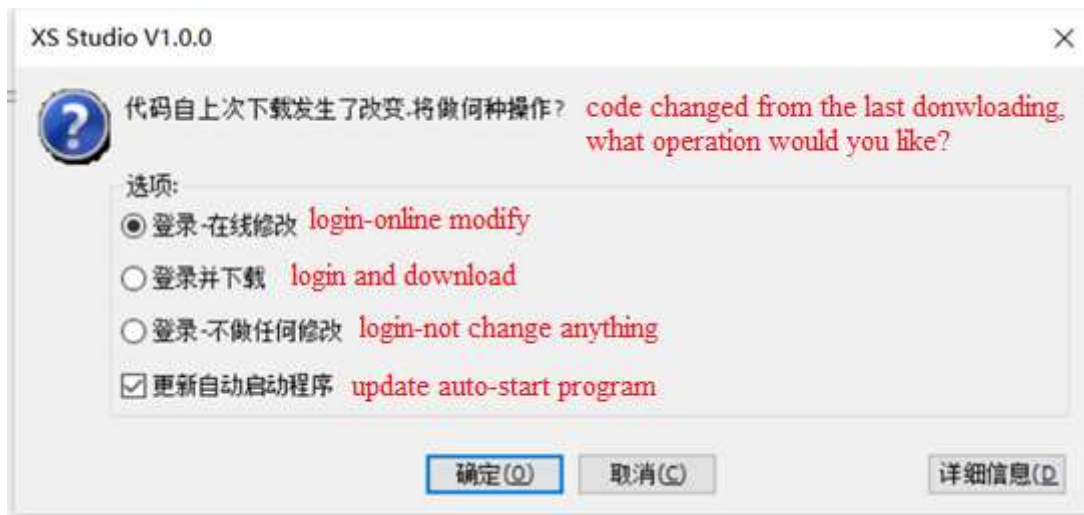 XS Studio V1.0.0
代码自上次下载发生了改变.将做何种操作? code changed from the last donwloading,
what operation would you like?
选项:
登录-在线修改 login-online modify
登录并下载 login and download
登录-不做任何修改 login-not change anything
更新自动启动程序 update auto-start program
确定(O) 取消(C) 详细信息(D